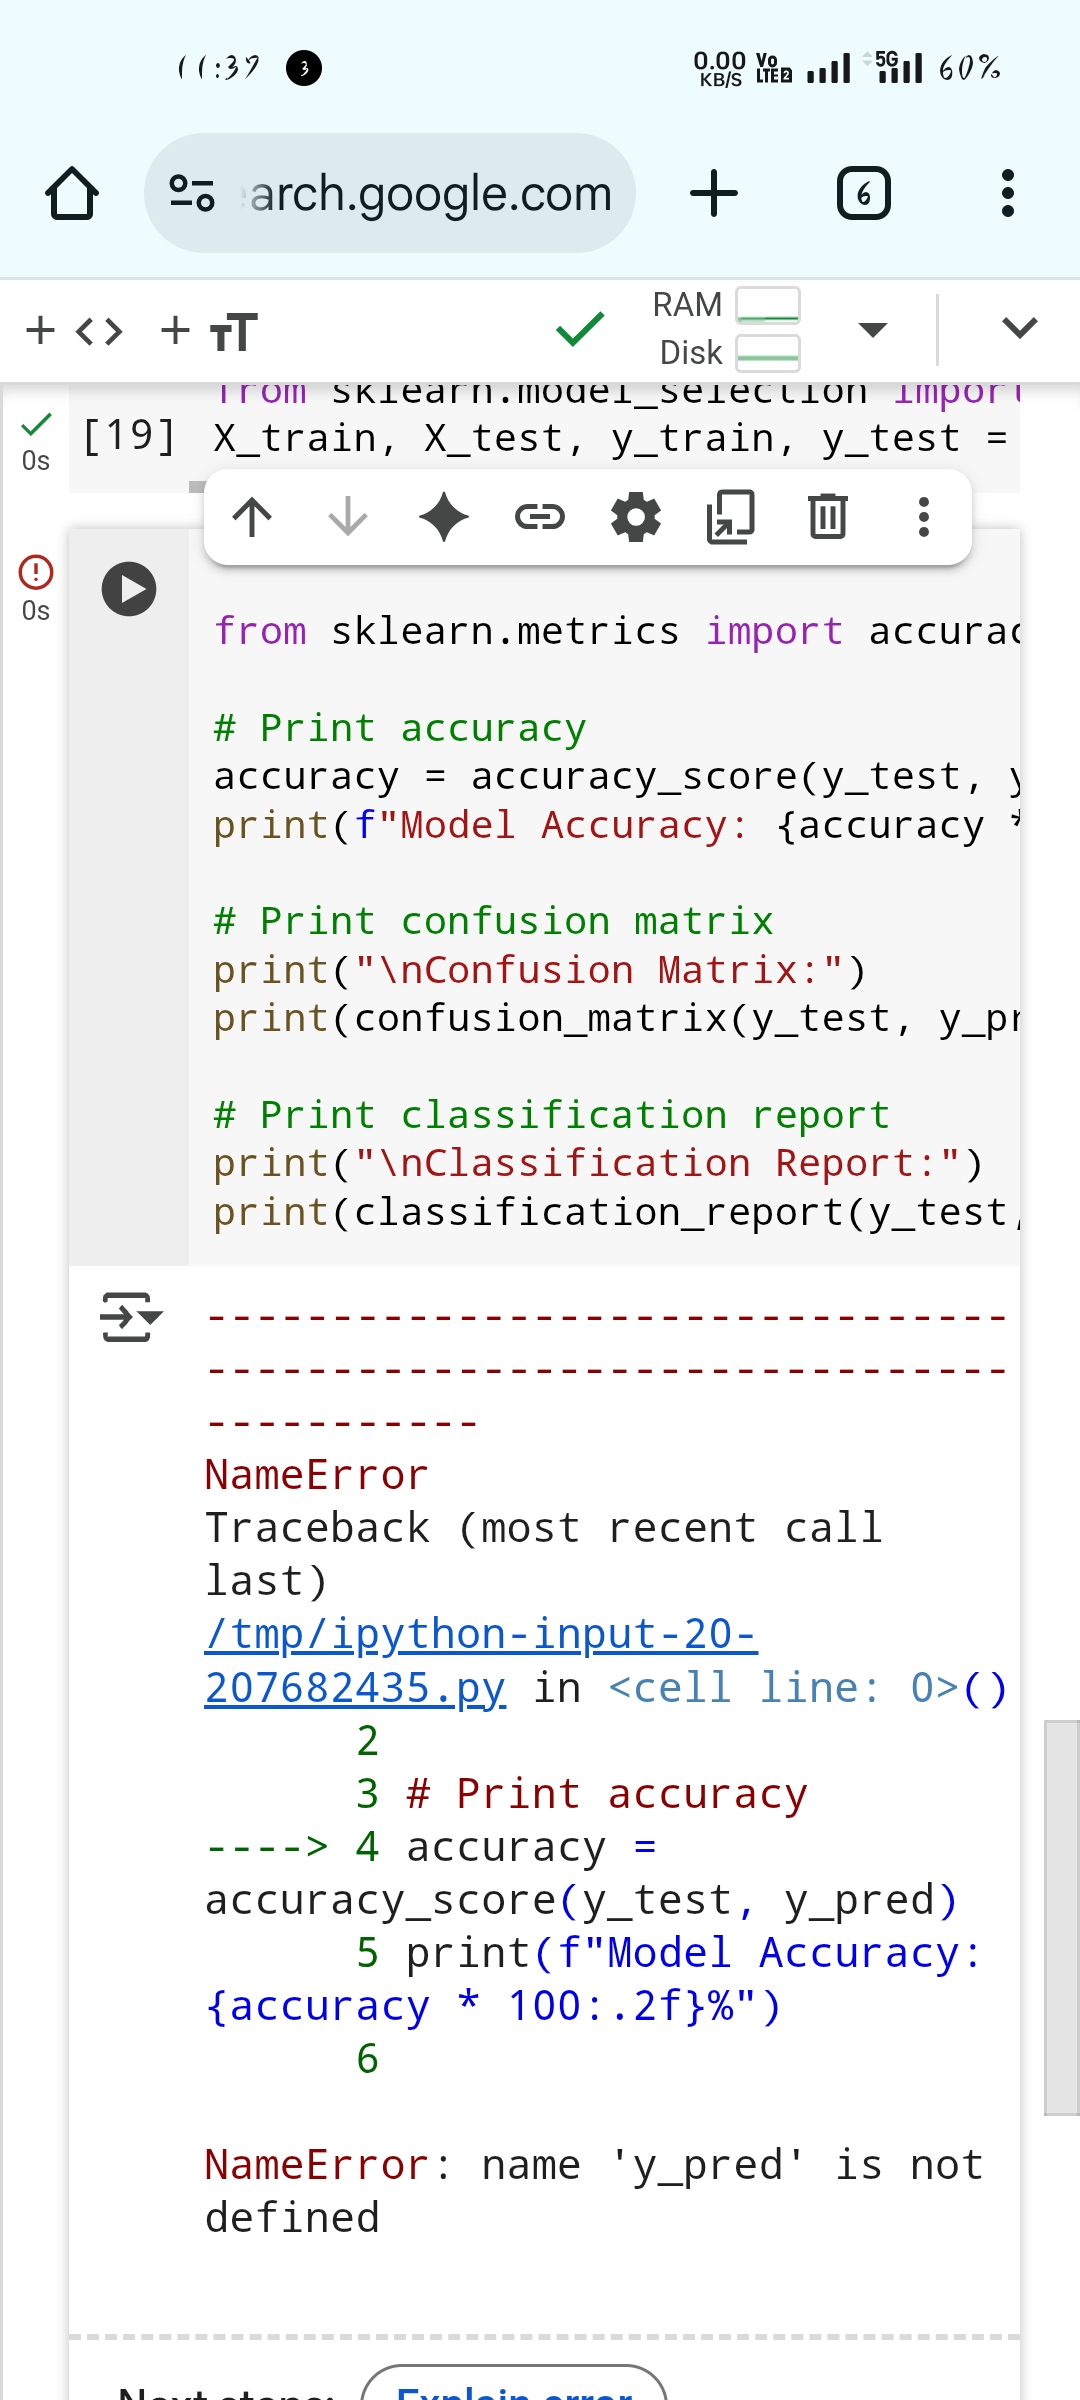 11:39 3 0.00 KB/S Vo LTE2 5G 60%
arch.google.com 6
RAM
Disk
from sklearn.model_selection import
[19] X_train, X_test, y_train, y_test =
0s
0s
from sklearn.metrics import accurac
# Print accuracy
accuracy = accuracy_score(y_test, y
print(f"Model Accuracy: {accuracy *
# Print confusion matrix
print("\nConfusion Matrix:")
print(confusion_matrix(y_test, y_pr
# Print classification report
print("\nClassification Report:")
print(classification_report(y_test,
--------------------------------
--------------------------------
-----------
NameError
Traceback (most recent call
last)
/tmp/ipython-input-20-
207682435.py in <cell line: 0>()
2
3 # Print accuracy
----> 4 accuracy =
accuracy_score(y_test, y_pred)
5 print(f"Model Accuracy:
{accuracy * 100:.2f}%")
6
NameError: name 'y_pred' is not
defined
Next steps: Explain error